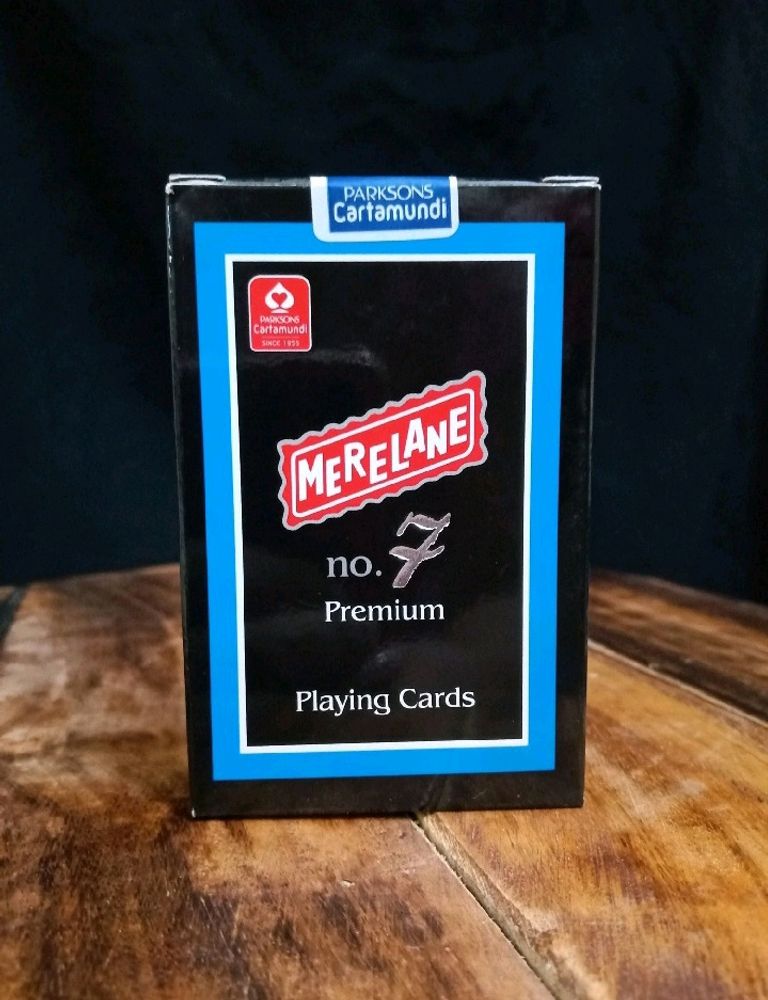 PARKSONS
Cartamundi
PARKSONS
Cartamundi
SINCE 1955
MERELANE
no. 7
Premium
Playing Cards